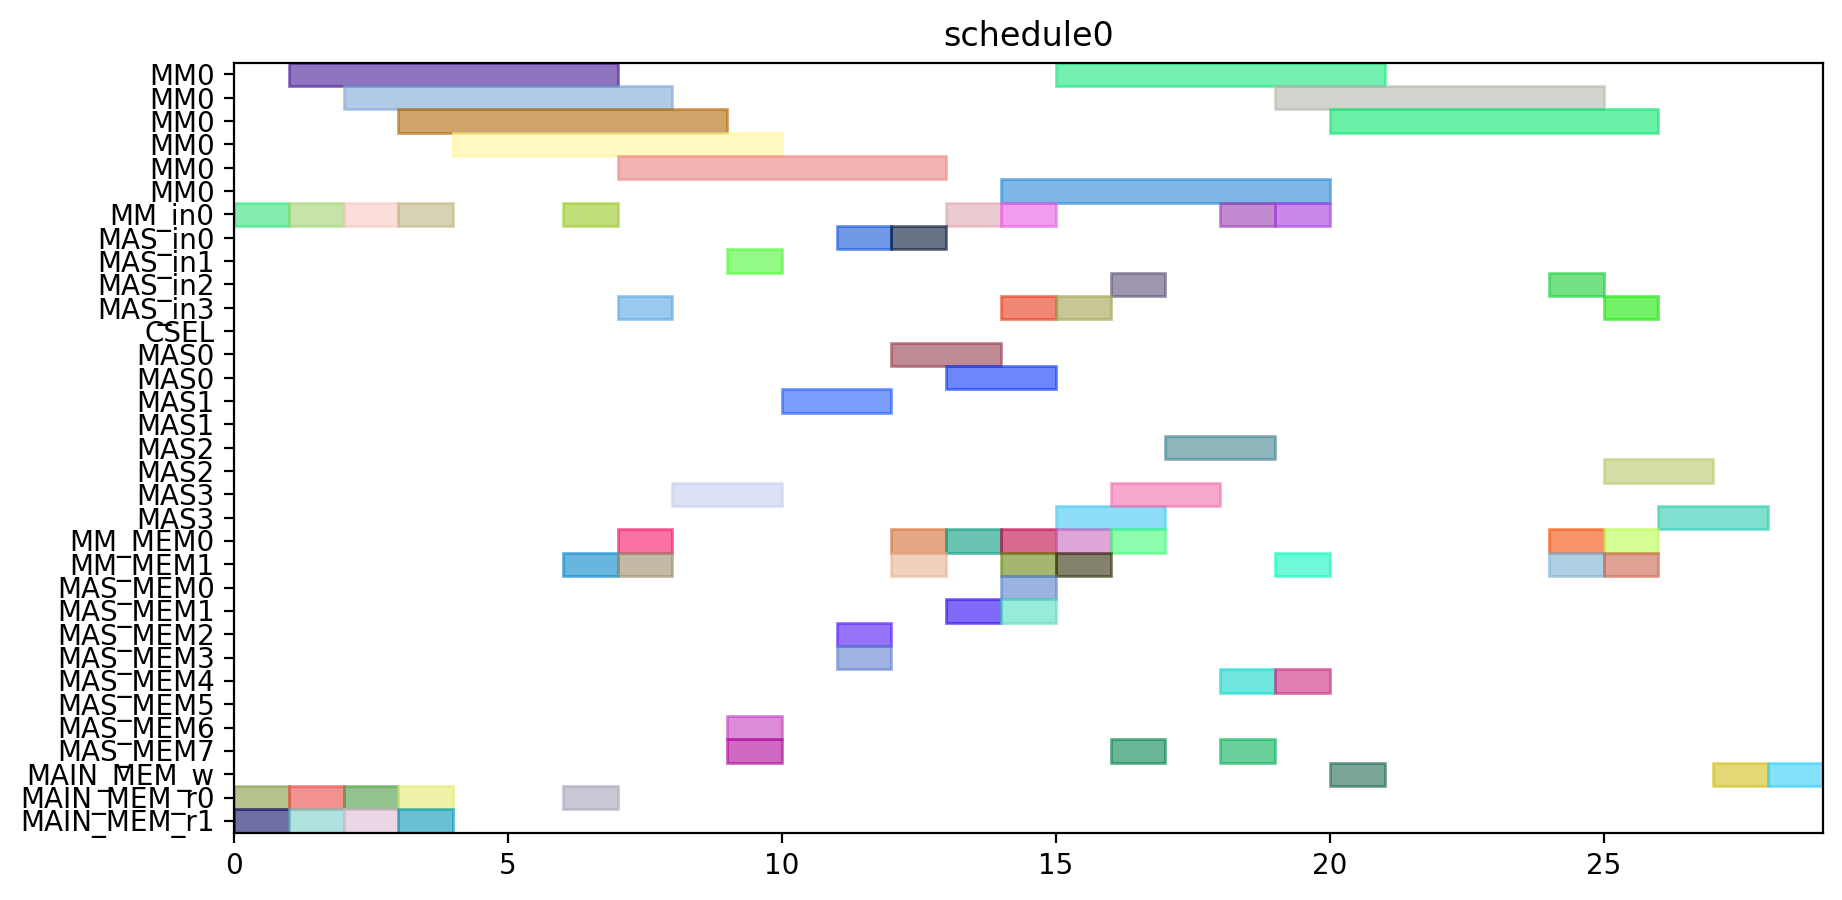 schedule0
MM0
MM0
MM0
MM0
MM0
MM0
MM_in0
MAS_in0
MAS_in1
MAS_in2
MAS_in3
CSEL
MAS0
MAS0
MAS1
MAS1
MAS2
MAS2
MAS3
MAS3
MM_MEM0
MM_MEM1
MAS_MEM0
MAS_MEM1
MAS_MEM2
MAS_MEM3
MAS_MEM4
MAS_MEM5
MAS_MEM6
MAS_MEM7
MAIN_MEM_w
MAIN_MEM_r0
MAIN_MEM_r1
0 5 10 15 20 25